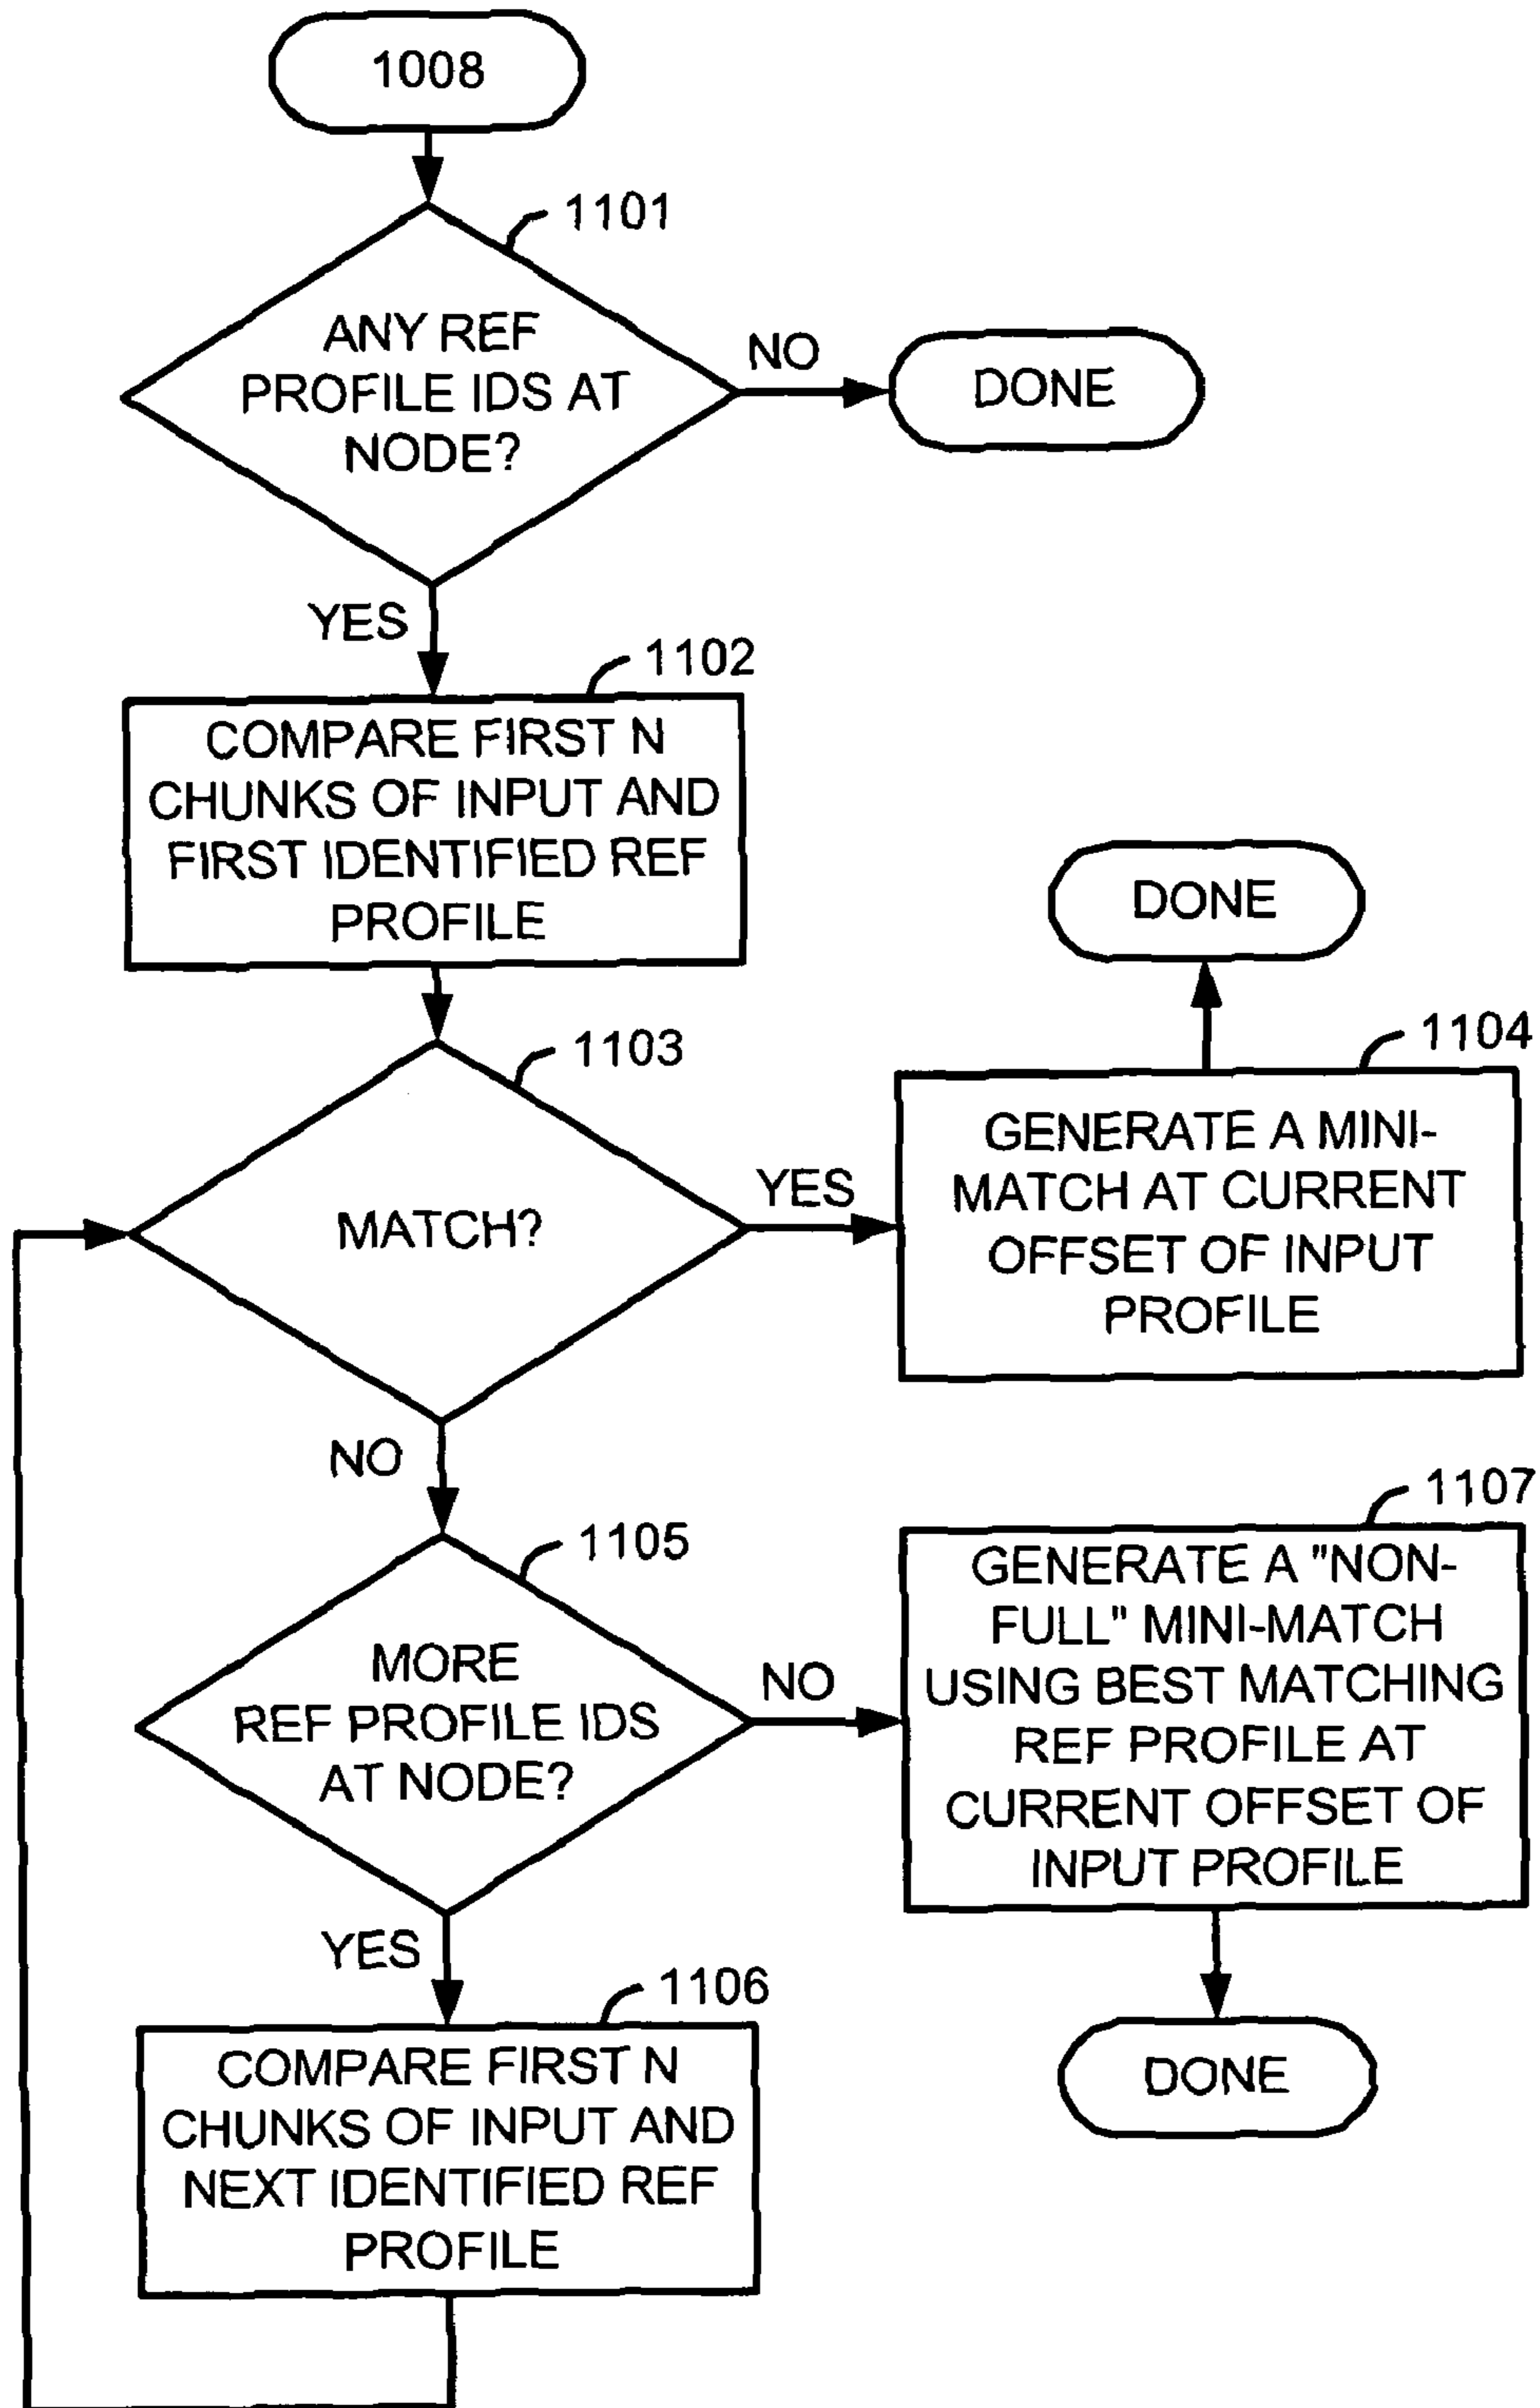 1008
1101
ANY REF
PROFILE IDS AT
NODE?
NO
DONE
YES
1102
COMPARE FIRST N
CHUNKS OF INPUT AND
FIRST IDENTIFIED REF
PROFILE
DONE
1103
MATCH?
YES
1104
GENERATE A MINI-
MATCH AT CURRENT
OFFSET OF INPUT
PROFILE
NO
1105
MORE
REF PROFILE IDS
AT NODE?
NO
1107
GENERATE A "NON-
FULL" MINI-MATCH
USING BEST MATCHING
REF PROFILE AT
CURRENT OFFSET OF
INPUT PROFILE
YES
1106
COMPARE FIRST N
CHUNKS OF INPUT AND
NEXT IDENTIFIED REF
PROFILE
DONE